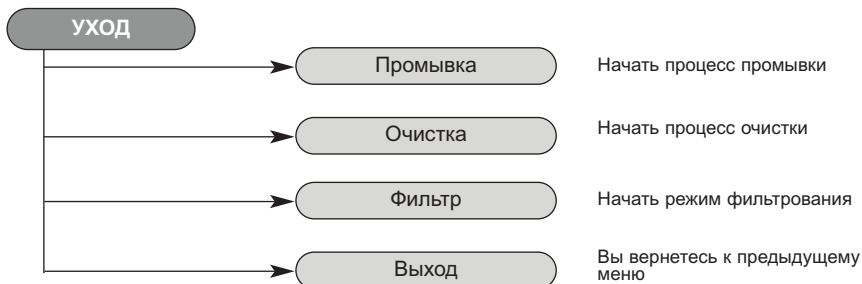 УХОД
Промывка
Начать процесс промывки
Очистка
Начать процесс очистки
Фильтр
Начать режим фильтрования
Выход
Вы вернетесь к предыдущему
меню